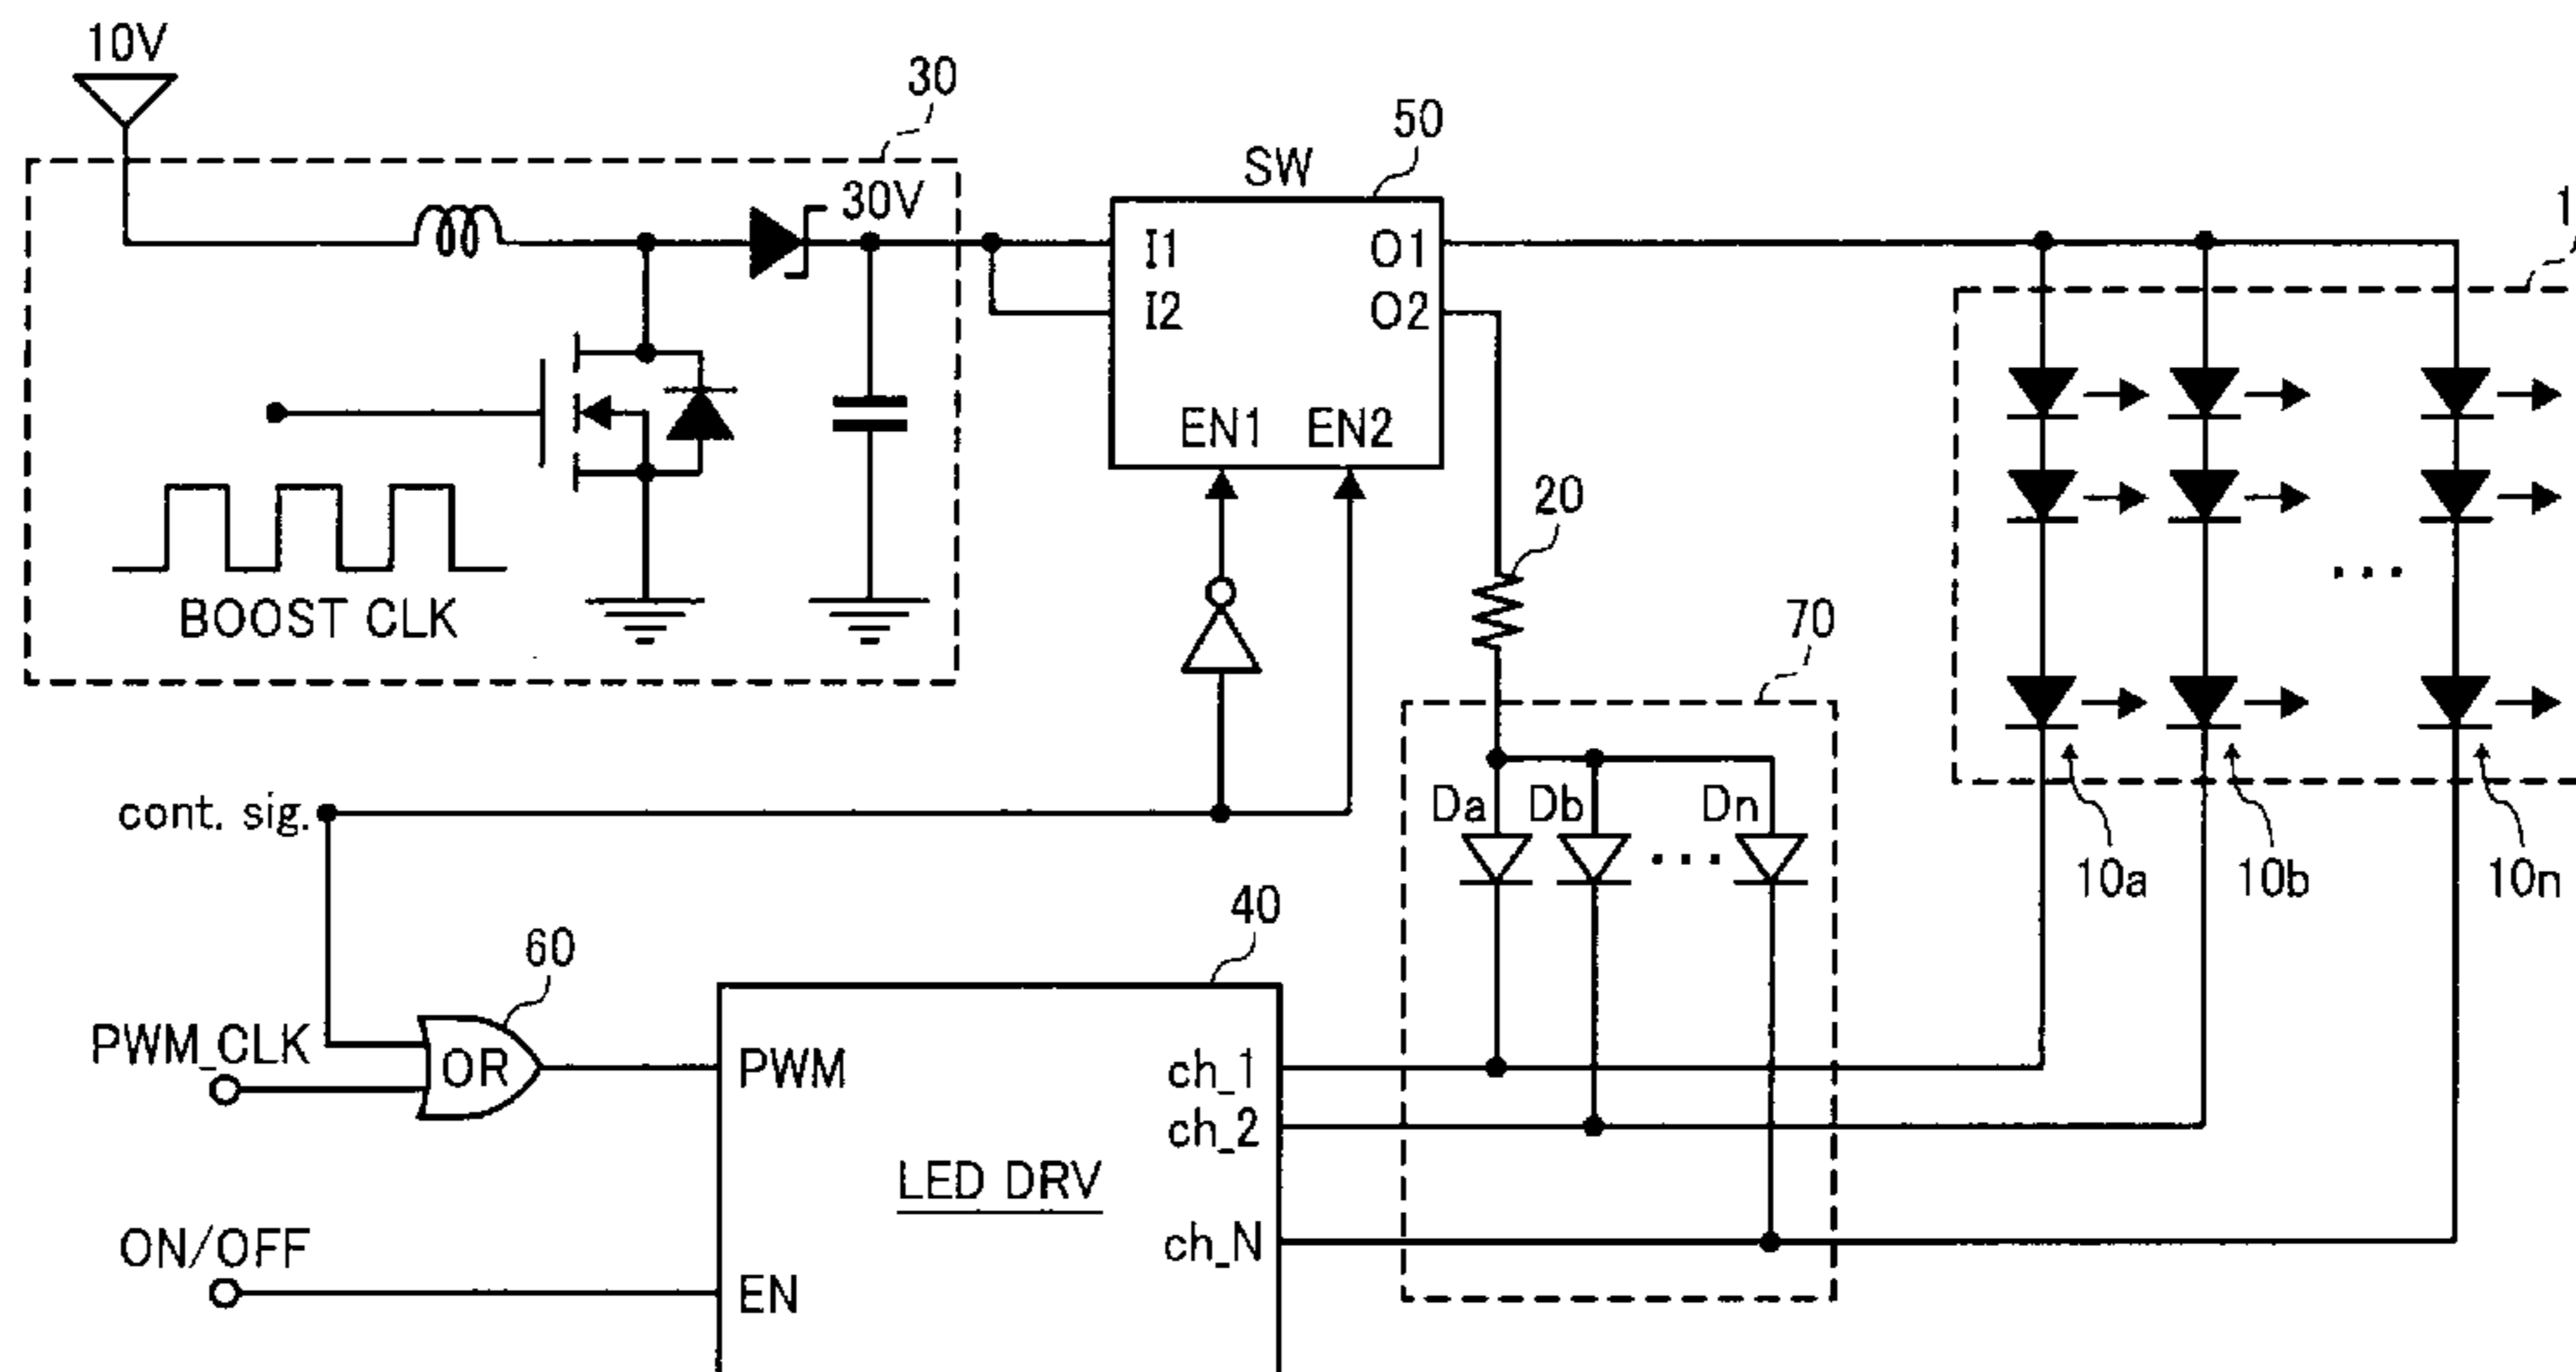 10V
30
50
SW
30V
I1
O1
I2
O2
EN1
EN2
20
BOOST CLK
70
cont. sig.
Da
Db
Dn
...
...
10a
10b
10n
40
60
PWM_CLK
OR
PWM
ch_1
ch_2
LED DRV
ch_N
ON/OFF
EN